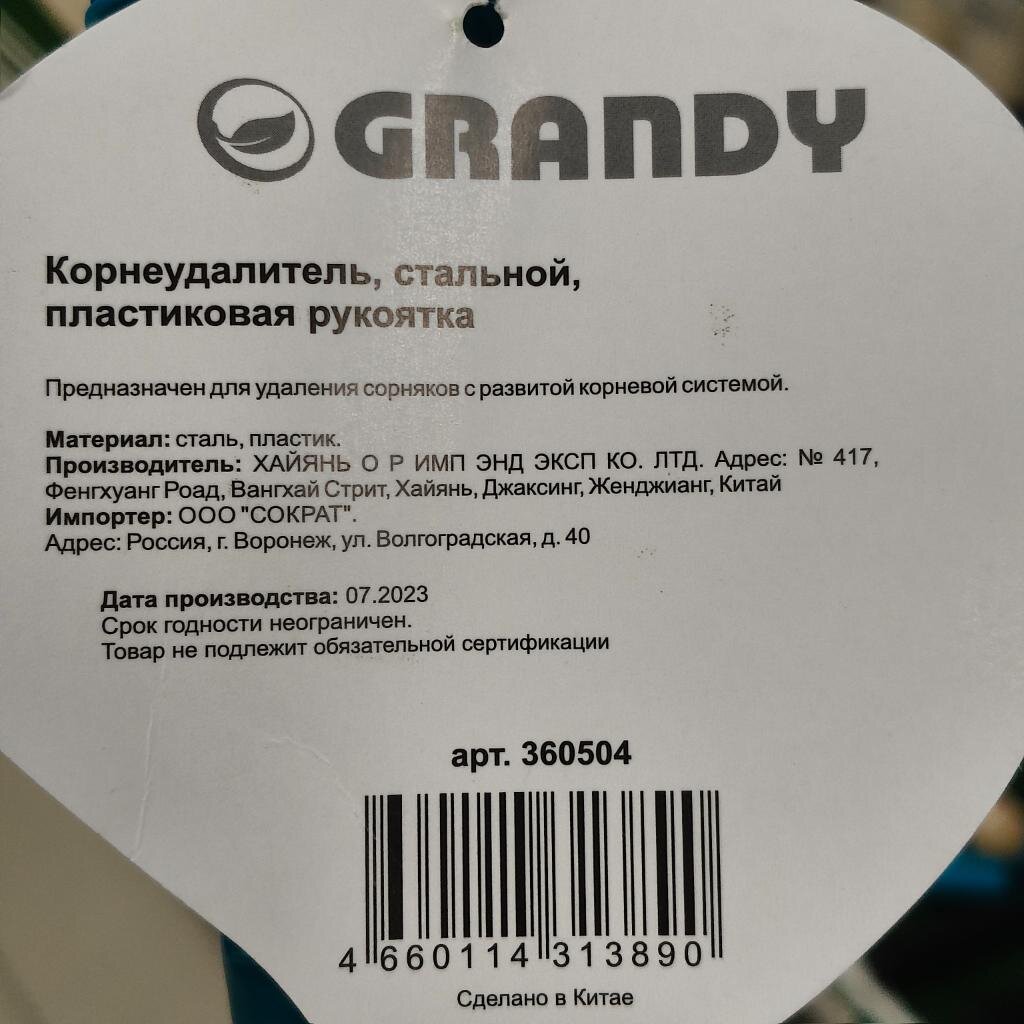 GRANDY
Корнеудалитель, стальной,
пластиковая рукоятка
Предназначен для удаления сорняков с развитой корневой системой.
Материал: сталь, пластик.
Производитель: ХАЙЯНЬ О Р ИМП ЭНД ЭКСП КО. ЛТД. Адрес: № 417,
Фенгхуанг Роад, Вангхай Стрит, Хайянь, Джаксинг, Женджианг, Китай
Импортер: ООО "СОКРАТ".
Адрес: Россия, г. Воронеж, ул. Волгоградская, д. 40
Дата производства: 07.2023
Срок годности неограничен.
Товар не подлежит обязательной сертификации
арт. 360504
4 660114 313890
Сделано в Китае